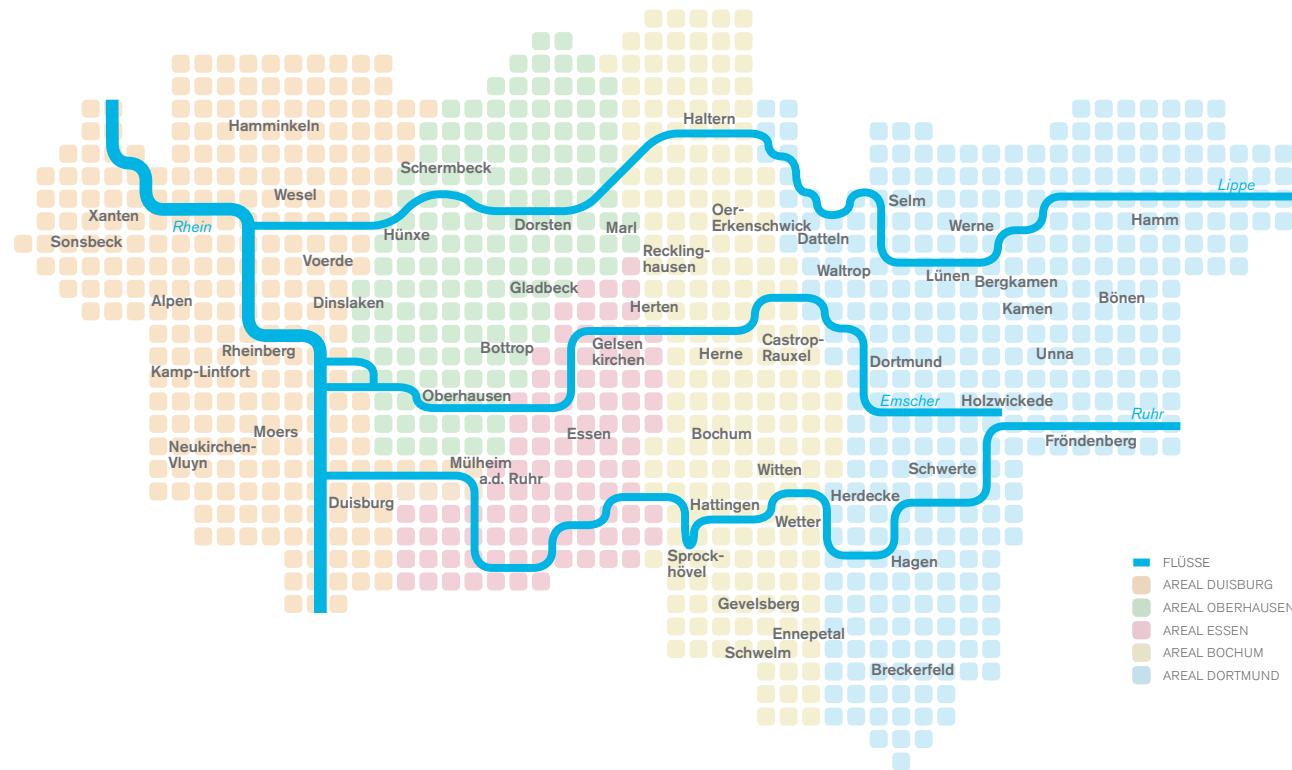 Haltern
Hamminkeln
Schermbeck
Lippe
Wesel
Selm
Oer-
Erkenschwick
Xanten
Rhein
Dorsten
Marl
Werne
Hamm
Hünxe
Datteln
Sonsbeck
Reckling-
hausen
Voerde
Waltrop
Lünen
Bergkamen
Gladbeck
Alpen
Dinslaken
Herten
Kamen
Bönen
Rheinberg
Bottrop
Gelsen
kirchen
Herne
Castrop-
Rauxel
Dortmund
Unna
Kamp-Lintfort
Oberhausen
Emscher
Holzwickede
Ruhr
Moers
Essen
Bochum
Fröndenberg
Neukirchen-
Vluyn
Mülheim
a.d. Ruhr
Witten
Schwerte
Duisburg
Hattingen
Herdecke
Wetter
Sprock-
hövel
Hagen
Gevelsberg
Ennepetal
Schwelm
Breckerfeld
FLÜSSE
AREAL DUISBURG
AREAL OBERHAUSEN
AREAL ESSEN
AREAL BOCHUM
AREAL DORTMUND